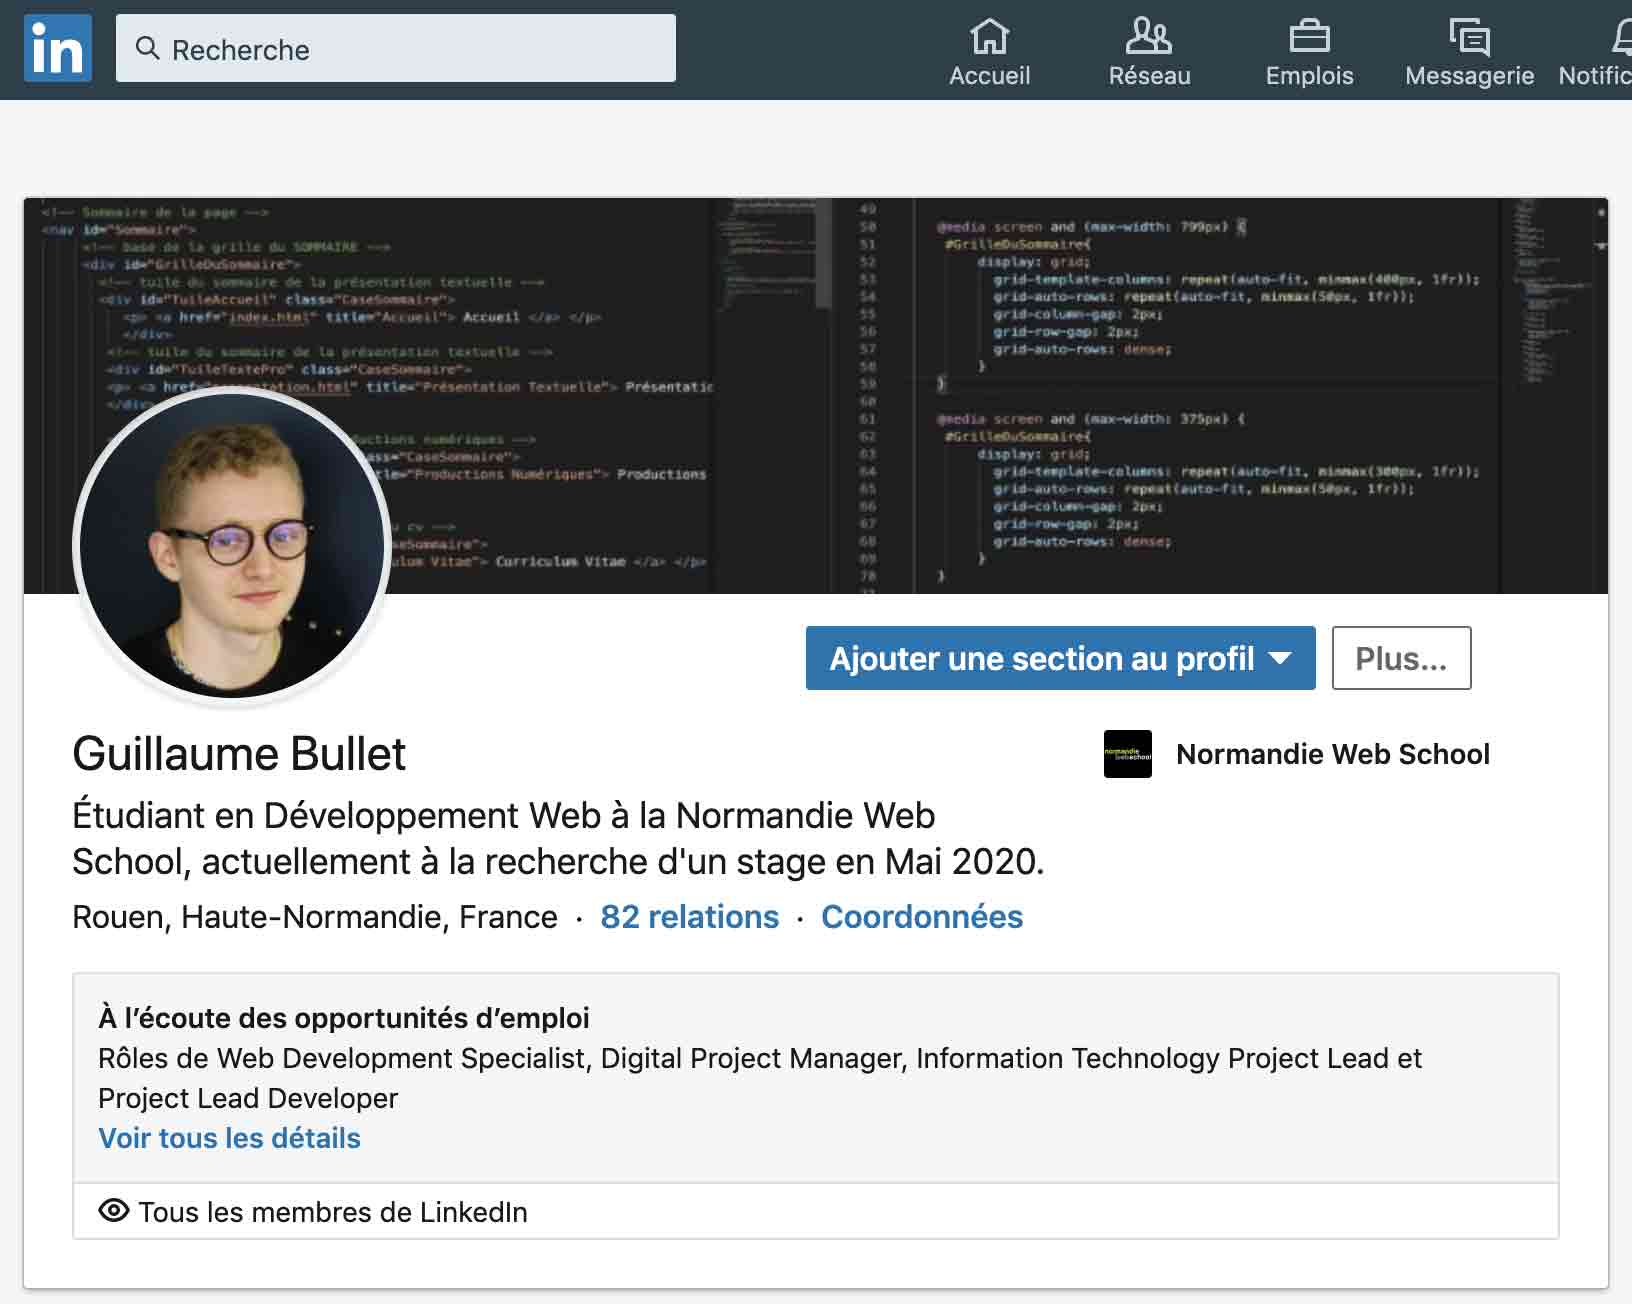 in
Recherche
Accueil
Réseau
Emplois
Messagerie
Notific
<!-- Sommaire de la page -->
<nav id="Sommaire">
<!-- base de la grille du SOMMAIRE -->
<div id="GrilleDuSommaire">
<!-- tuile du sommaire de la présentation textuelle -->
<div id="TuileAccueil" class="CaseSommaire">
<p> <a href="index.html" title="Accueil"> Accueil </a> </p>
</div>
<!-- tuile du sommaire de la présentation textuelle -->
<div id="TuileTextePro" class="CaseSommaire">
<p> <a href="presentation.html" title="Présentation Textuelle"> Présentatio
</div>
ductions numériques -->
ass="CaseSommaire">
tle="Productions Numériques"> Productions
u cv -->
seSommaire">
ulum Vitae"> Curriculum Vitae </a> </p>
49
50 @media screen and (max-width: 799px) {
51 #GrilleDuSommaire{
52 display: grid;
53 grid-template-columns: repeat(auto-fit, minmax(400px, 1fr));
54 grid-auto-rows: repeat(auto-fit, minmax(50px, 1fr));
55 grid-column-gap: 2px;
56 grid-row-gap: 2px;
57 grid-auto-rows: dense;
58 }
59 }
60
61 @media screen and (max-width: 375px) {
62 #GrilleDuSommaire{
63 display: grid;
64 grid-template-columns: repeat(auto-fit, minmax(300px, 1fr));
65 grid-auto-rows: repeat(auto-fit, minmax(50px, 1fr));
66 grid-column-gap: 2px;
67 grid-row-gap: 2px;
68 grid-auto-rows: dense;
69 }
70 }
Ajouter une section au profil
Plus...
Guillaume Bullet
normandie
webschool
Normandie Web School
Étudiant en Développement Web à la Normandie Web
School, actuellement à la recherche d'un stage en Mai 2020.
Rouen, Haute-Normandie, France · 82 relations · Coordonnées
À l’écoute des opportunités d’emploi
Rôles de Web Development Specialist, Digital Project Manager, Information Technology Project Lead et
Project Lead Developer
Voir tous les détails
Tous les membres de LinkedIn